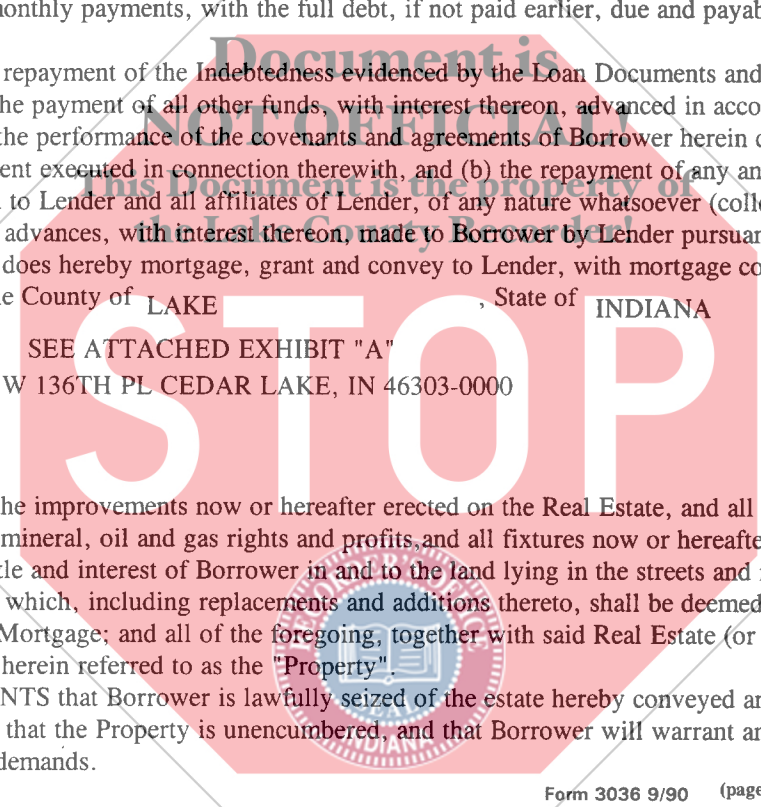 onthly payments, with the full debt, if not paid earlier, due and payab
Document is
repayment of the Indebtedness evidenced by the Loan Documents and
he payment of all other funds, with interest thereon, advanced in acco
NOT OFFICIAL!
the performance of the covenants and agreements of Borrower herein c
ent executed in connection therewith, and (b) the repayment of any an
This Document is the property of
to Lender and all affiliates of Lender, of any nature whatsoever (colle
the Lake County Recorder!
advances, with interest thereon, made to Borrower by Lender pursuan
does hereby mortgage, grant and convey to Lender, with mortgage co
e County of LAKE , State of INDIANA
SEE ATTACHED EXHIBIT "A"
W 136TH PL CEDAR LAKE, IN 46303-0000
STOP
he improvements now or hereafter erected on the Real Estate, and all
mineral, oil and gas rights and profits,and all fixtures now or hereafte
tle and interest of Borrower in and to the land lying in the streets and
which, including replacements and additions thereto, shall be deemed
Mortgage; and all of the foregoing, together with said Real Estate (or
herein referred to as the "Property".
NTS that Borrower is lawfully seized of the estate hereby conveyed an
that the Property is unencumbered, and that Borrower will warrant an
demands.
RECORDER'S OFFICE
SEAL
INDIANA
Form 3036 9/90 (page